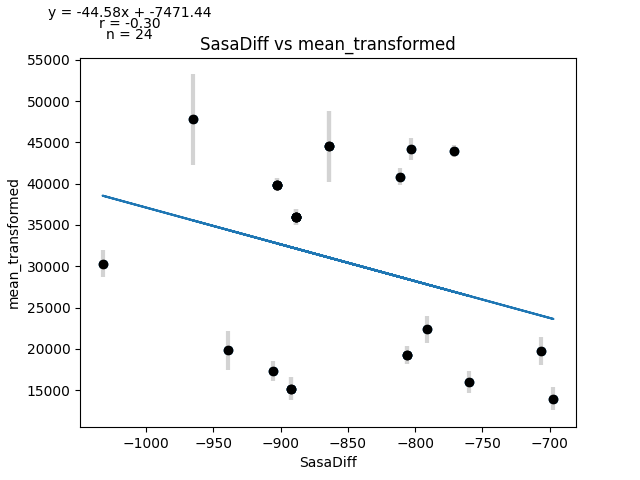 y = -44.58x + -7471.44
r = -0.30
n = 24
SasaDiff vs mean_transformed
55000
50000
45000
40000
35000
30000
25000
20000
15000
mean_transformed
−1000 −950 −900 −850 −800 −750 −700
SasaDiff